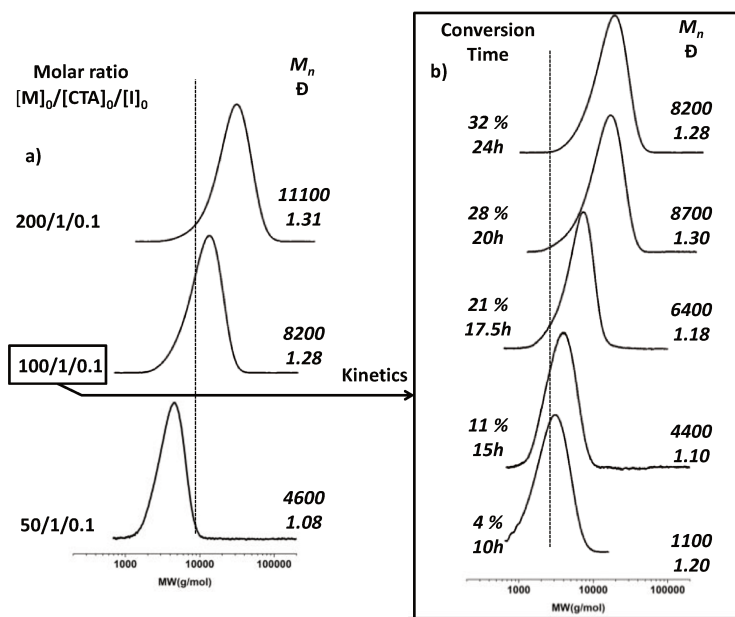 Molar ratio
[M]₀/[CTA]₀/[I]₀
Mn
Đ
a)
200/1/0.1
11100
1.31
100/1/0.1
8200
1.28
Kinetics
50/1/0.1
4600
1.08
1000
10000
100000
MW(g/mol)
Conversion
Time
Mn
Đ
b)
32 %
24h
8200
1.28
28 %
20h
8700
1.30
21 %
17.5h
6400
1.18
11 %
15h
4400
1.10
4 %
10h
1100
1.20
1000
10000
100000
MW(g/mol)